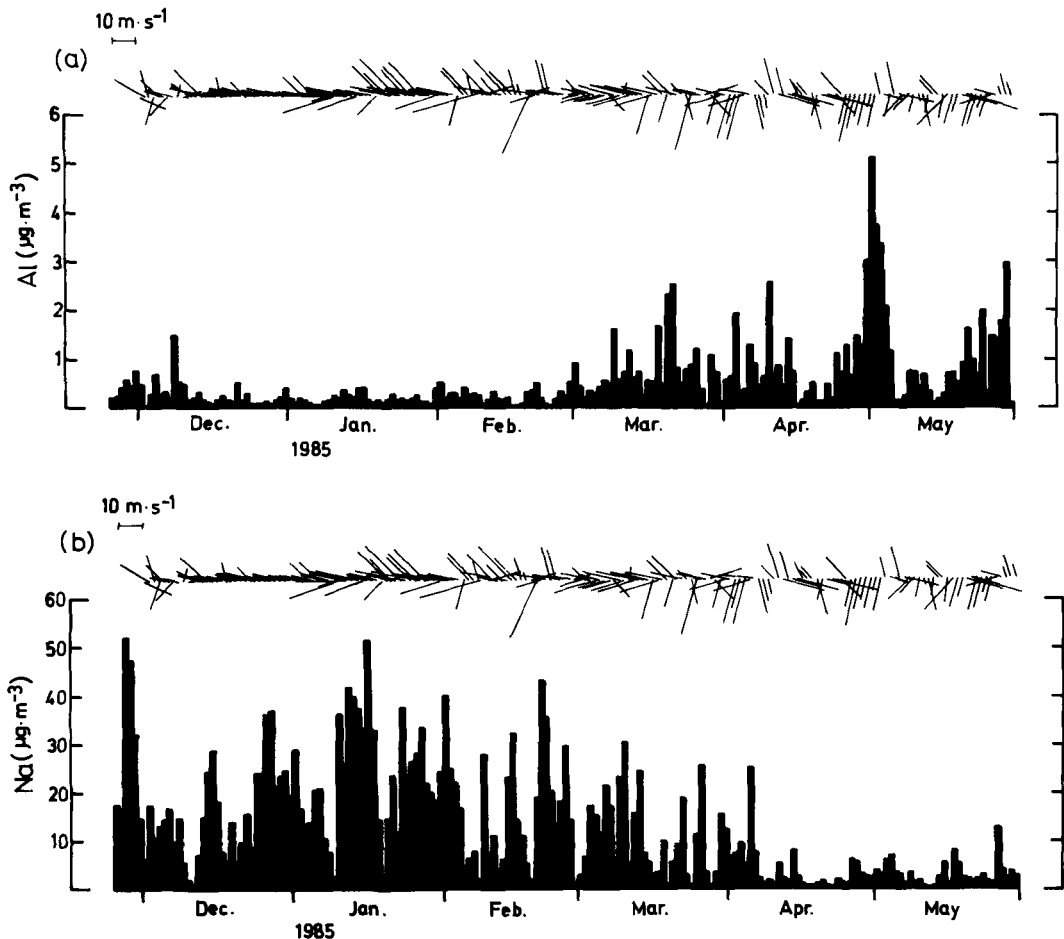 10 m·s⁻¹
(a)
6
5
4
3
2
1
Al (μg·m⁻³)
Dec. Jan. Feb. Mar. Apr. May
1985
10 m·s⁻¹
(b)
60
50
40
30
20
10
Na (μg·m⁻³)
Dec. Jan. Feb. Mar. Apr. May
1985